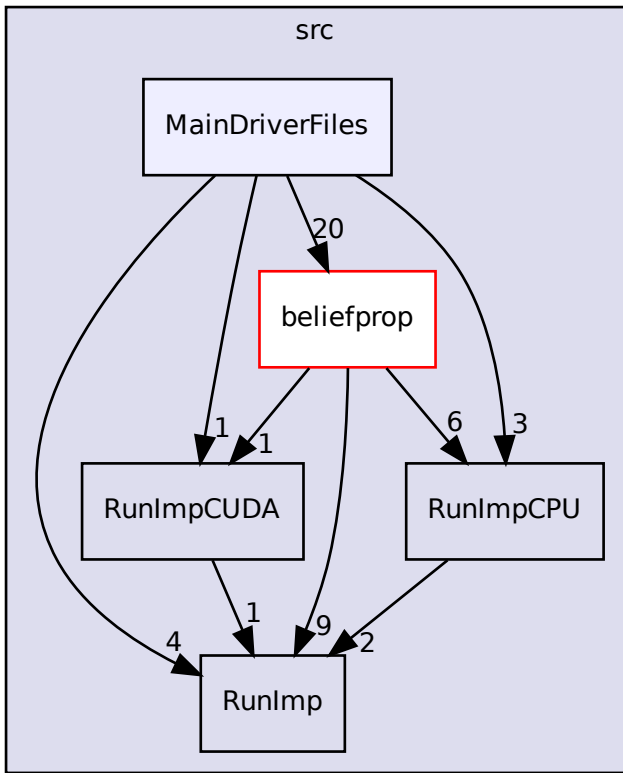 src
MainDriverFiles
20
beliefprop
1
1
6
3
RunImpCUDA
RunImpCPU
4
1
9
2
RunImp